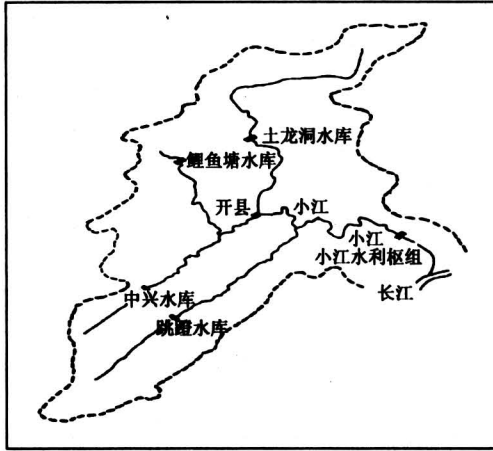 土龙洞水库
鲤鱼塘水库
开县
小江
小江
小江水利枢组
长江
中兴水库
跳蹬水库